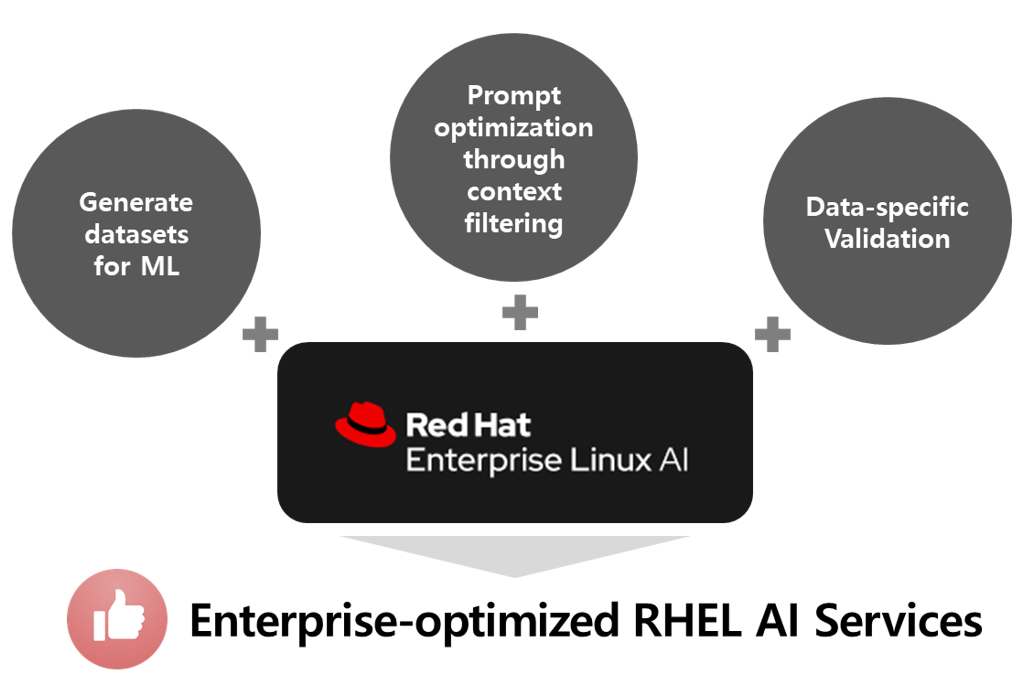 Generate
datasets
for ML
Prompt
optimization
through
context
filtering
Data-specific
Validation
Red Hat
Enterprise Linux AI
Enterprise-optimized RHEL AI Services